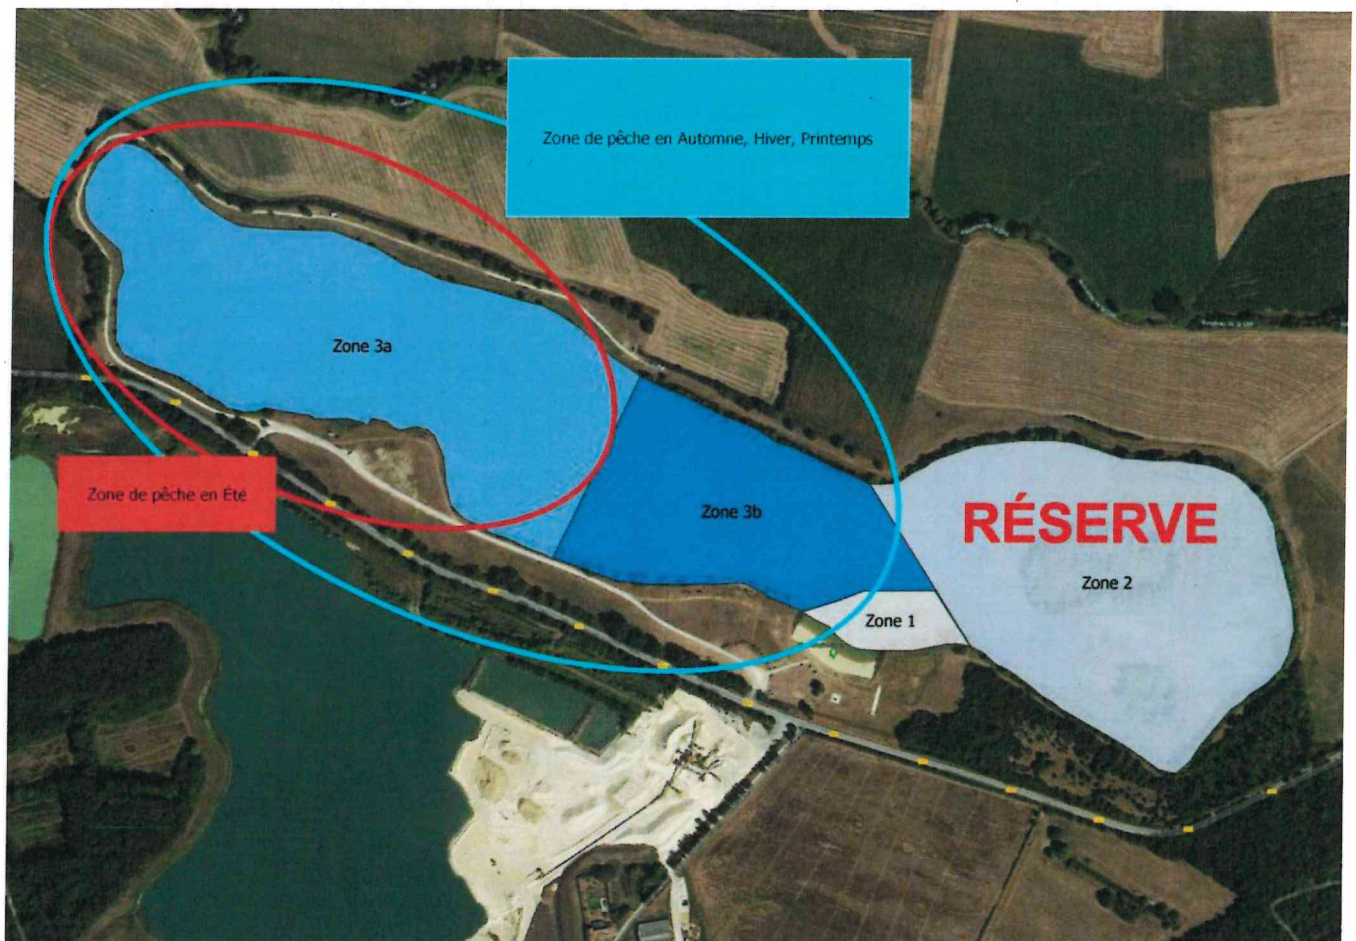 Zone de pêche en Automne, Hiver, Printemps
Zone 3a
Zone de pêche en Été
Zone 3b
RÉSERVE
Zone 2
Zone 1